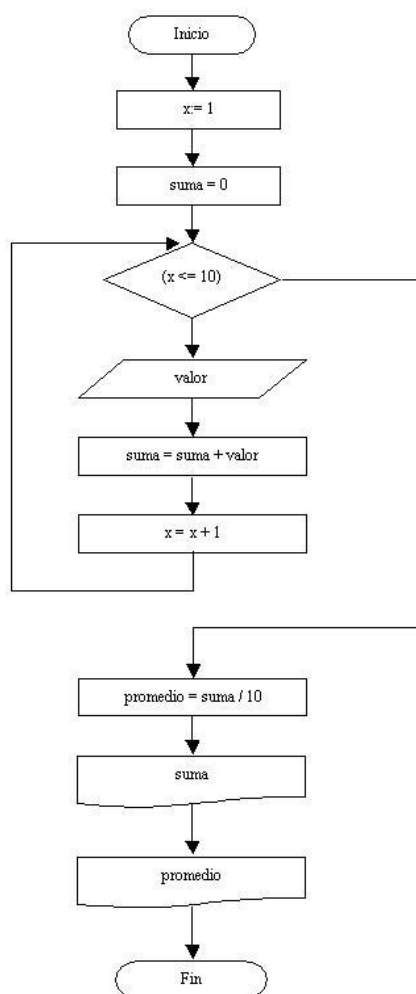 Inicio
x:= 1
suma = 0
(x <= 10)
valor
suma = suma + valor
x = x + 1
promedio = suma / 10
suma
promedio
Fin